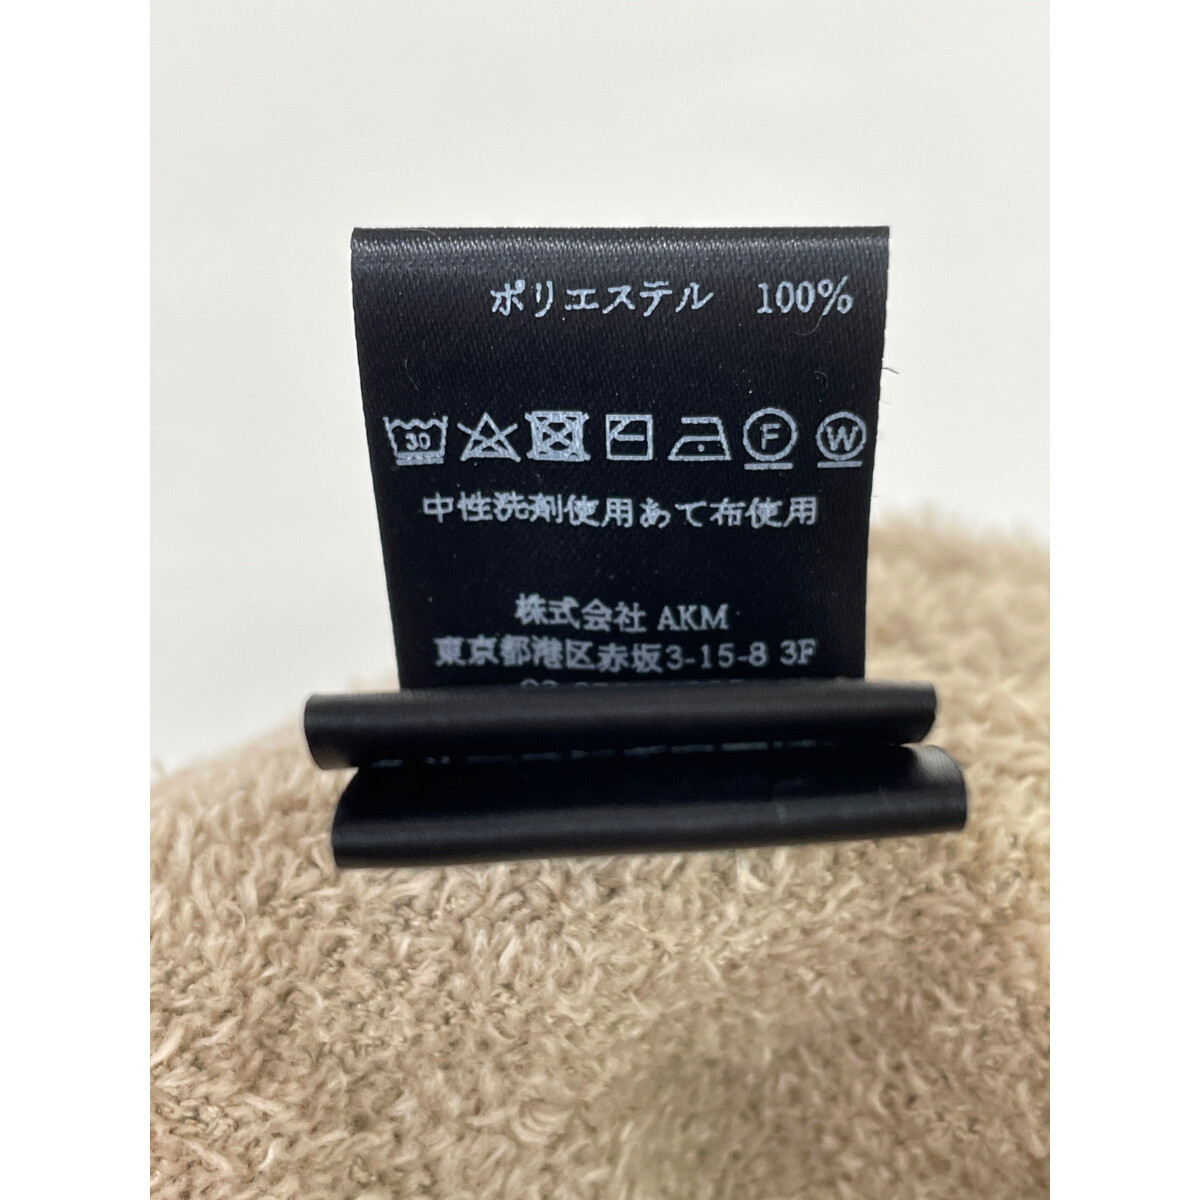 ポリエステル 100%
30 F W
中性洗剤使用あて布使用
株式会社 AKM
東京都港区赤坂3-15-8 3F